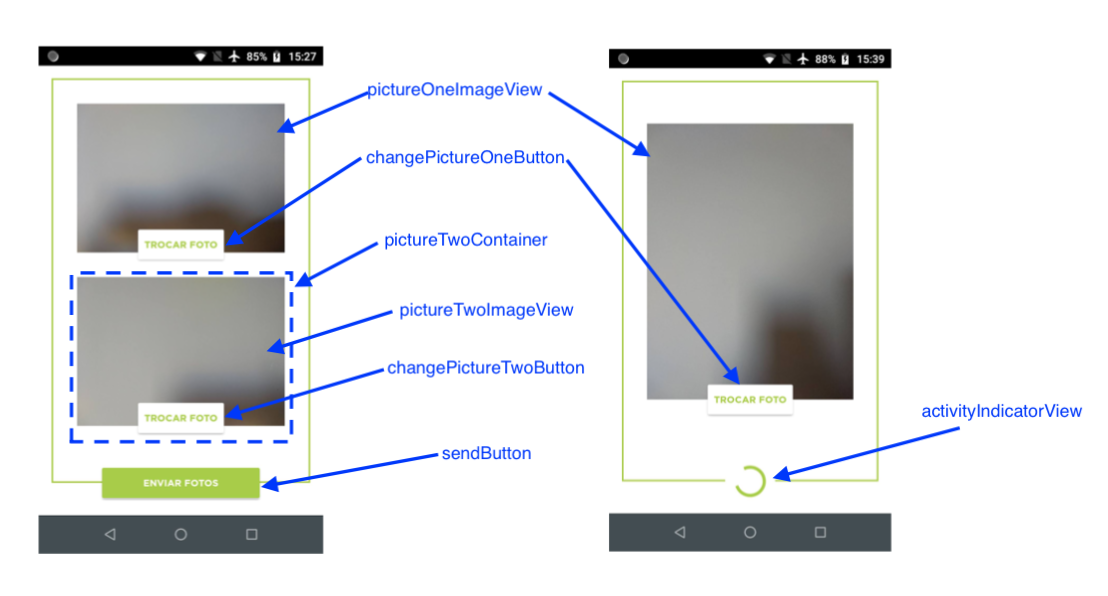 85% 15:27
88% 15:39
pictureOneImageView
changePictureOneButton
TROCAR FOTO
pictureTwoContainer
pictureTwoImageView
changePictureTwoButton
TROCAR FOTO
TROCAR FOTO
activityIndicatorView
sendButton
ENVIAR FOTOS